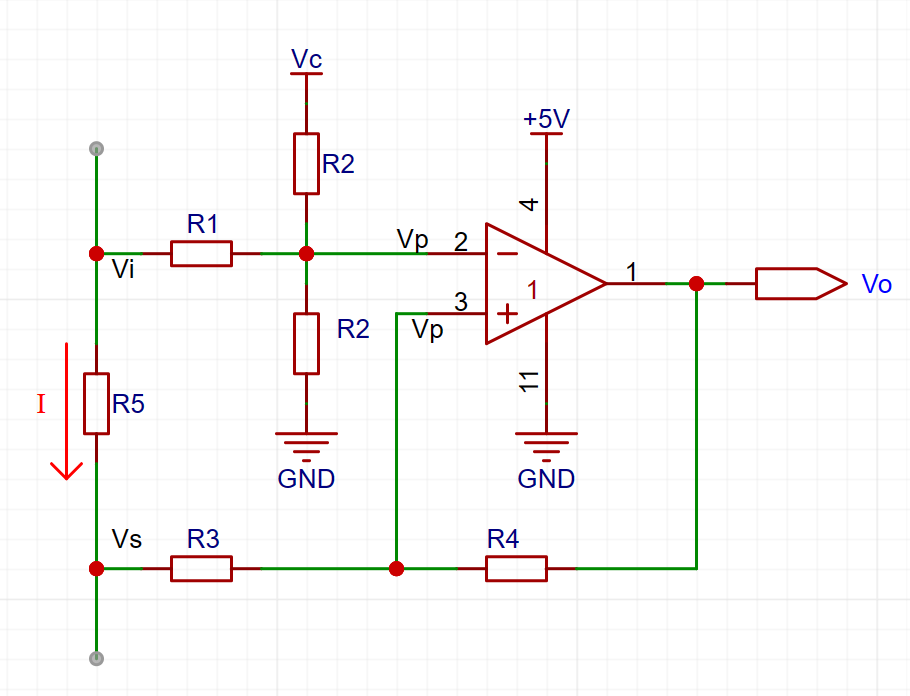 Vc
+5V
R2
4
R1
Vp
2
Vi
1
1
Vo
3
+
Vp
R2
I
R5
11
GND
GND
Vs
R3
R4